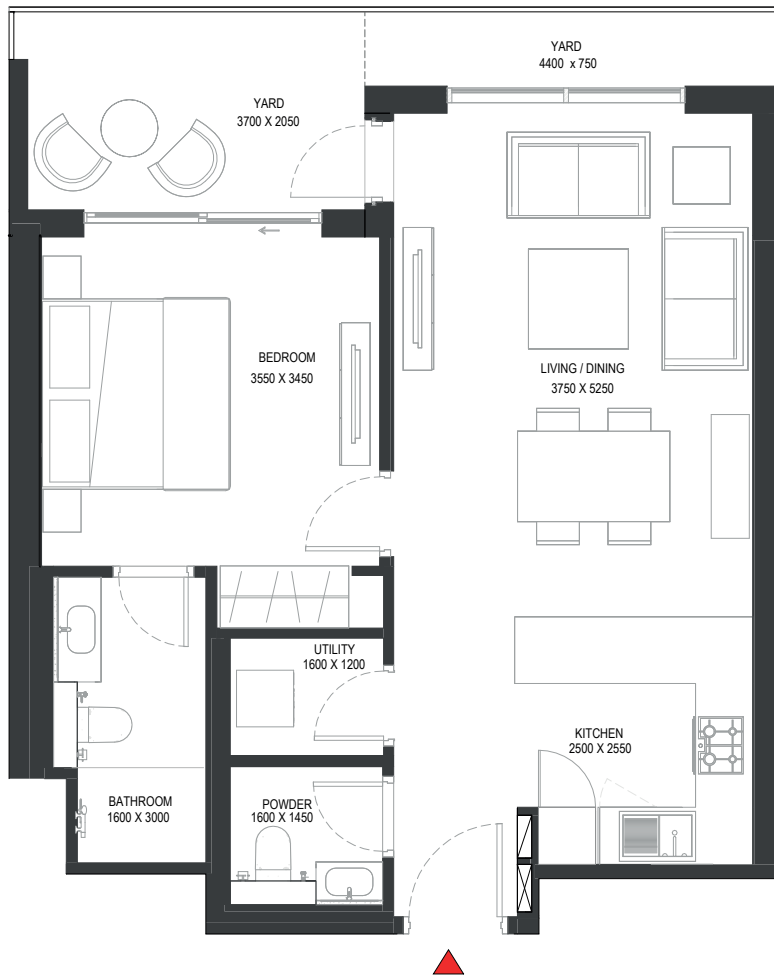 YARD
4400 x 750
YARD
3700 X 2050
BEDROOM
3550 X 3450
LIVING / DINING
3750 X 5250
UTILITY
1600 X 1200
KITCHEN
2500 X 2550
BATHROOM
1600 X 3000
POWDER
1600 X 1450